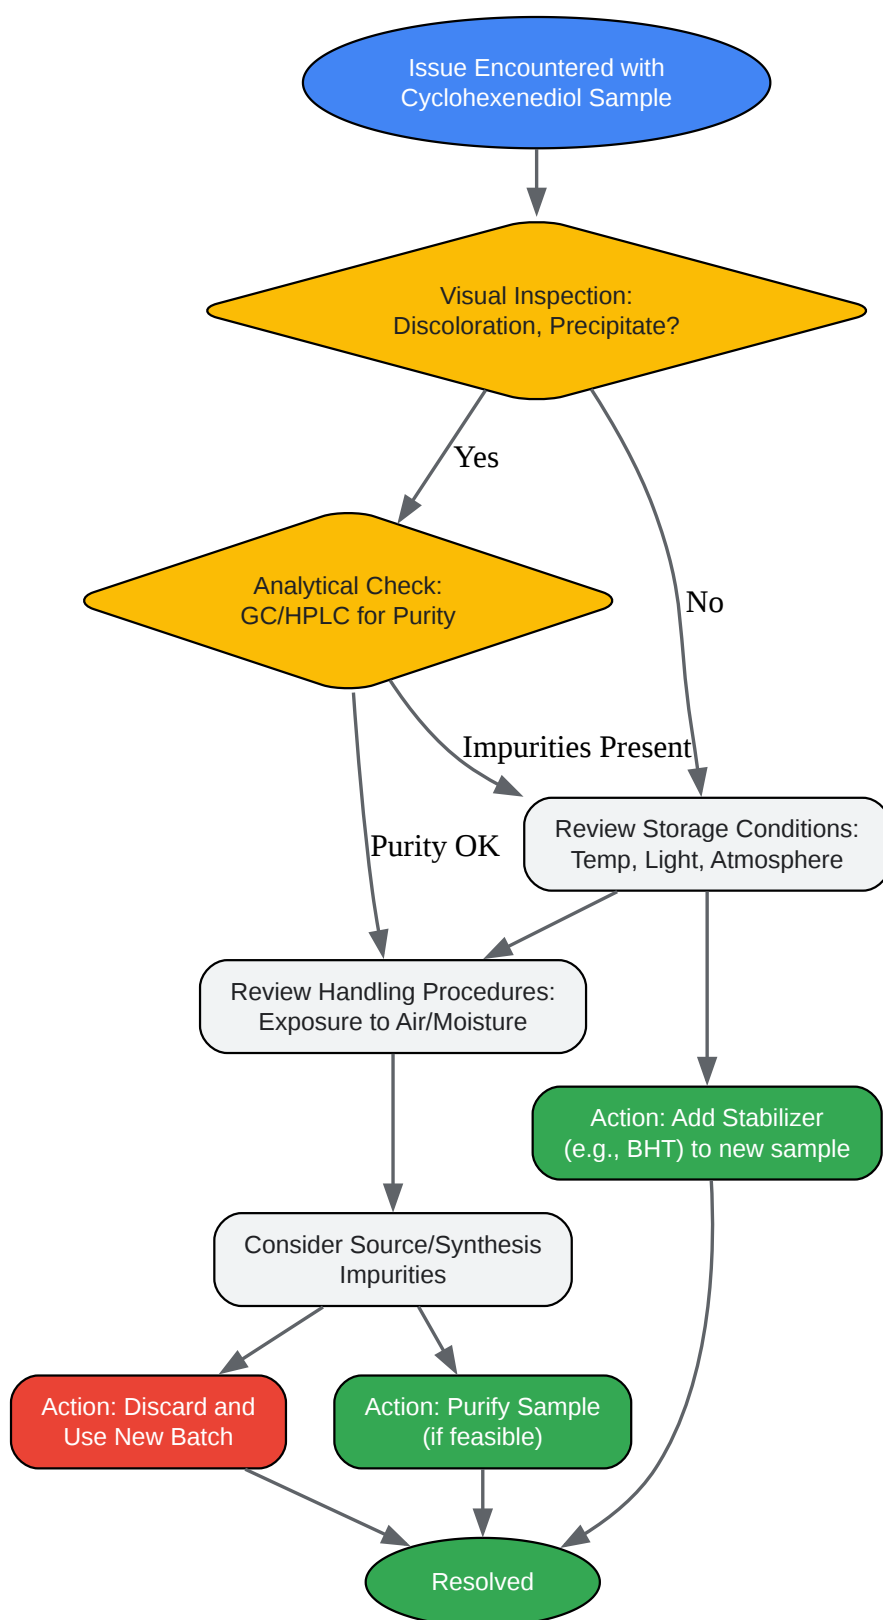 Issue Encountered with
Cyclohexenediol Sample
Visual Inspection:
Discoloration, Precipitate?
Yes
Analytical Check:
GC/HPLC for Purity
No
Impurities Present
Review Storage Conditions:
Temp, Light, Atmosphere
Purity OK
Review Handling Procedures:
Exposure to Air/Moisture
Action: Add Stabilizer
(e.g., BHT) to new sample
Consider Source/Synthesis
Impurities
Action: Discard and
Use New Batch
Action: Purify Sample
(if feasible)
Resolved